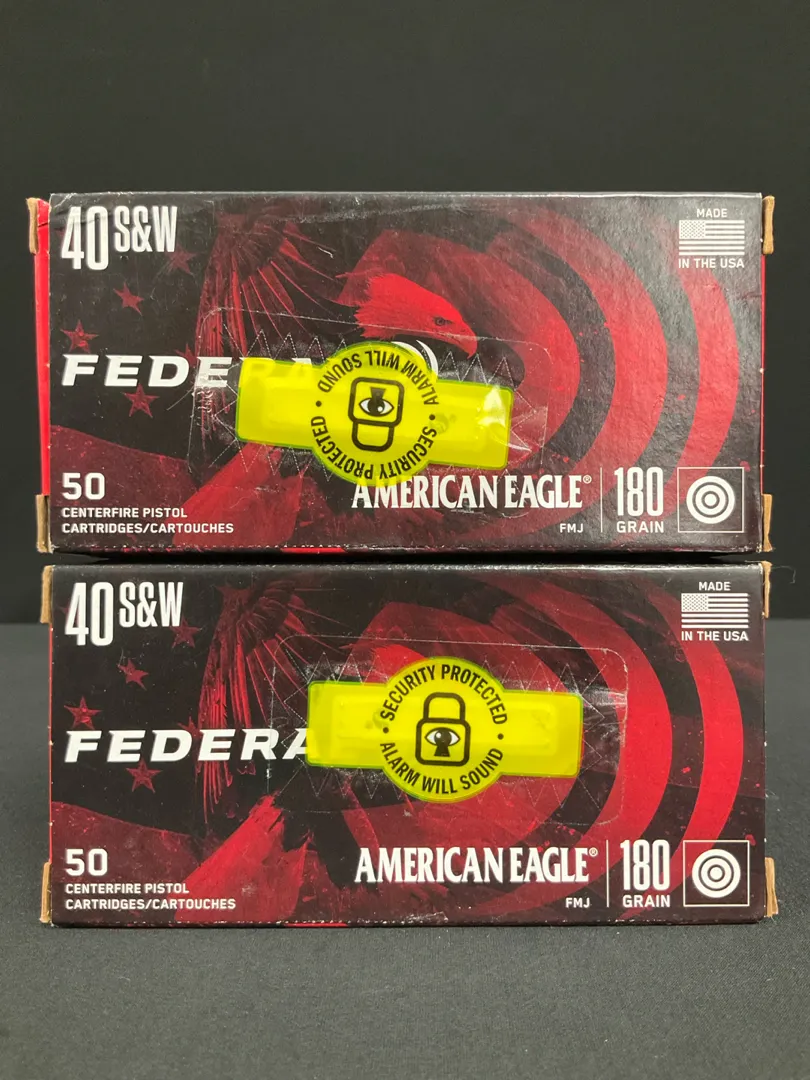 40 S&W
MADE
IN THE USA
FEDERA
ALARM WILL SOUND
SECURITY PROTECTED
50
CENTERFIRE PISTOL
CARTRIDGES/CARTOUCHES
AMERICAN EAGLE®
FMJ
180
GRAIN
40 S&W
MADE
IN THE USA
SECURITY PROTECTED
FEDERA
ALARM WILL SOUND
50
CENTERFIRE PISTOL
CARTRIDGES/CARTOUCHES
AMERICAN EAGLE®
FMJ
180
GRAIN